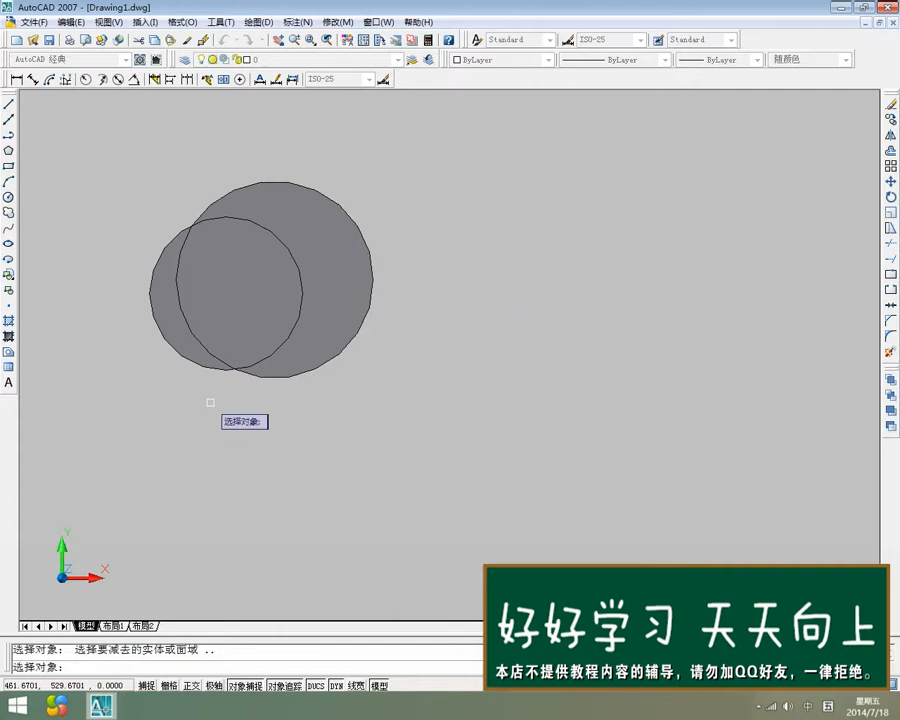 AutoCAD 2007 - [Drawing1.dwg]
文件(F) 编辑(E) 视图(V) 插入(I) 格式(O) 工具(T) 绘图(D) 标注(N) 修改(M) 窗口(W) 帮助(H)
Standard ISO-25 Standard
AutoCAD 经典 0 ByLayer ByLayer ByLayer 随颜色
ISO-25
A
选择对象:
Y
Z X
模型 布局1 布局2
好好学习 天天向上
本店不提供教程内容的辅导，请勿加QQ好友，一律拒绝。
选择对象: 选择要减去的实体或面域 ..
选择对象:
461.6701, 529.6701 , 0.0000 捕捉 栅格 正交 极轴 对象捕捉 对象追踪 DUCS DYN 线宽 模型
中 五 星期五
2014/7/18